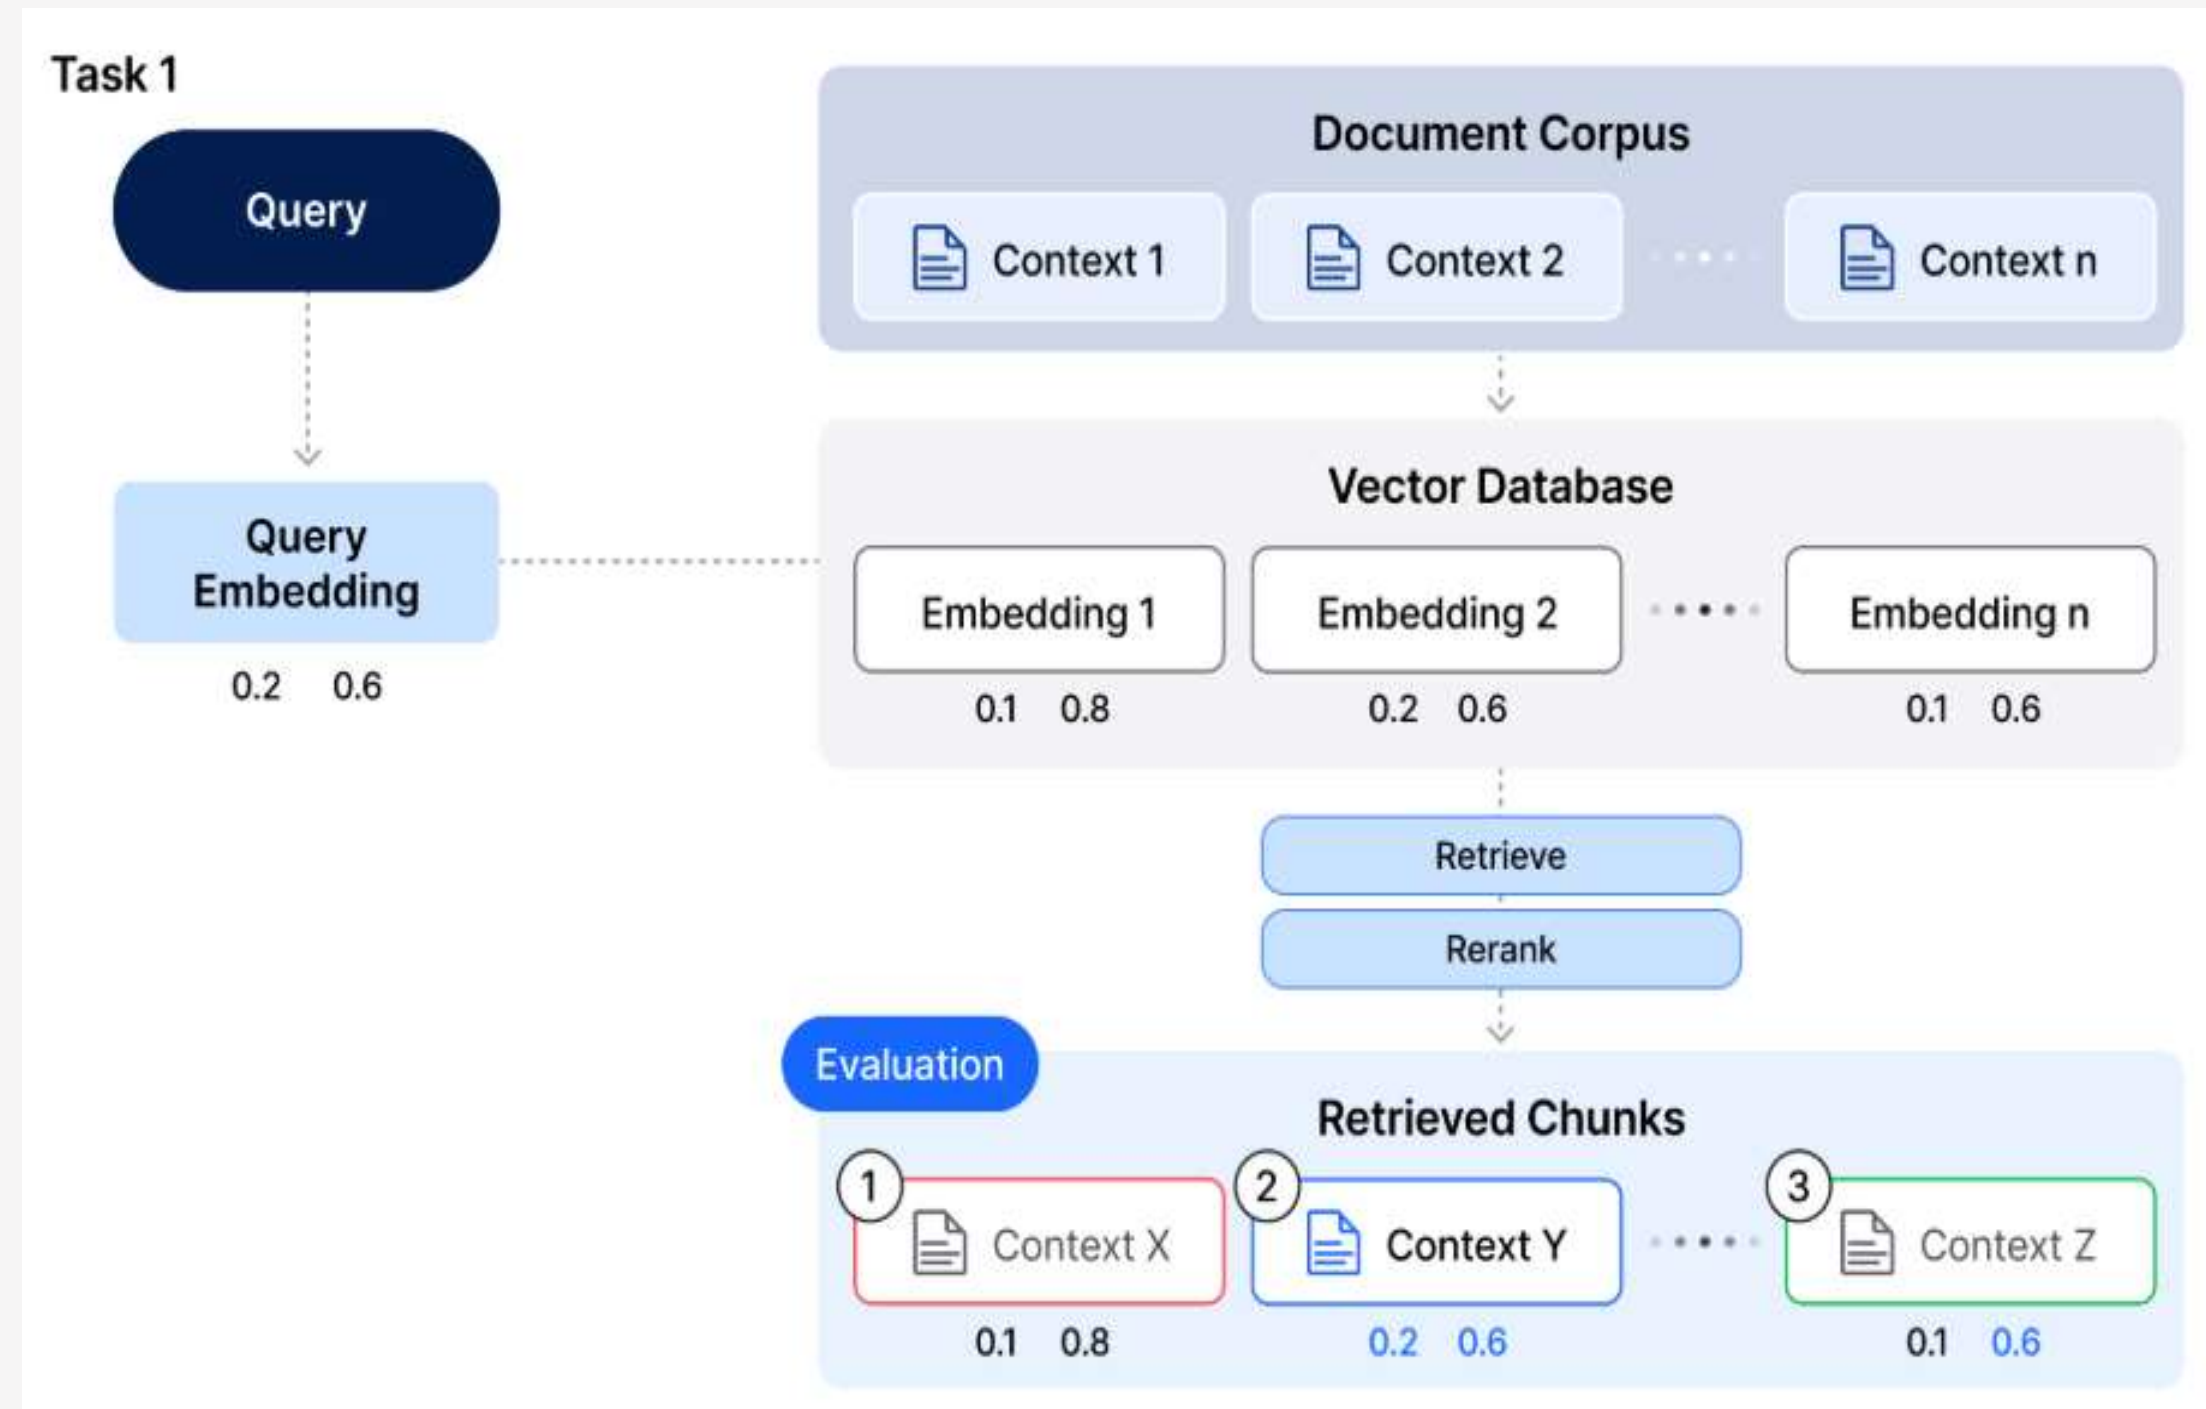 Task 1
Query
Query
Embedding
0.2 0.6
Document Corpus
Context 1 Context 2 Context n
Vector Database
Embedding 1 Embedding 2 Embedding n
0.1 0.8 0.2 0.6 0.1 0.6
Retrieve
Rerank
Evaluation
Retrieved Chunks
1 2 3
Context X Context Y Context Z
0.1 0.8 0.2 0.6 0.1 0.6